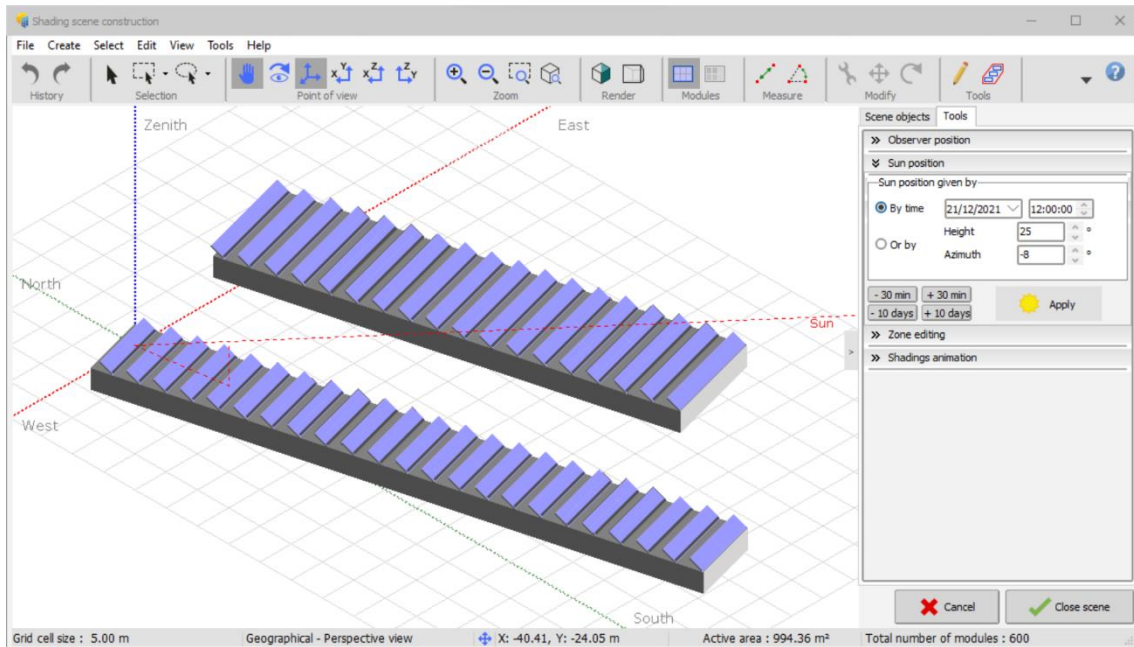 Shading scene construction
File Create Select Edit View Tools Help
History Selection Point of view Zoom Render Modules Measure Modify Tools
X Y X Z Z Y
?
Zenith
East
North
Sun
West
South
Scene objects Tools
Observer position
Sun position
Sun position given by
By time 21/12/2021 12:00:00
Height 25 °
Or by
Azimuth -8 °
- 30 min + 30 min
- 10 days + 10 days
Apply
Zone editing
Shadings animation
>
Cancel Close scene
Grid cell size : 5.00 m Geographical - Perspective view X: -40.41, Y: -24.05 m Active area : 994.36 m² Total number of modules : 600